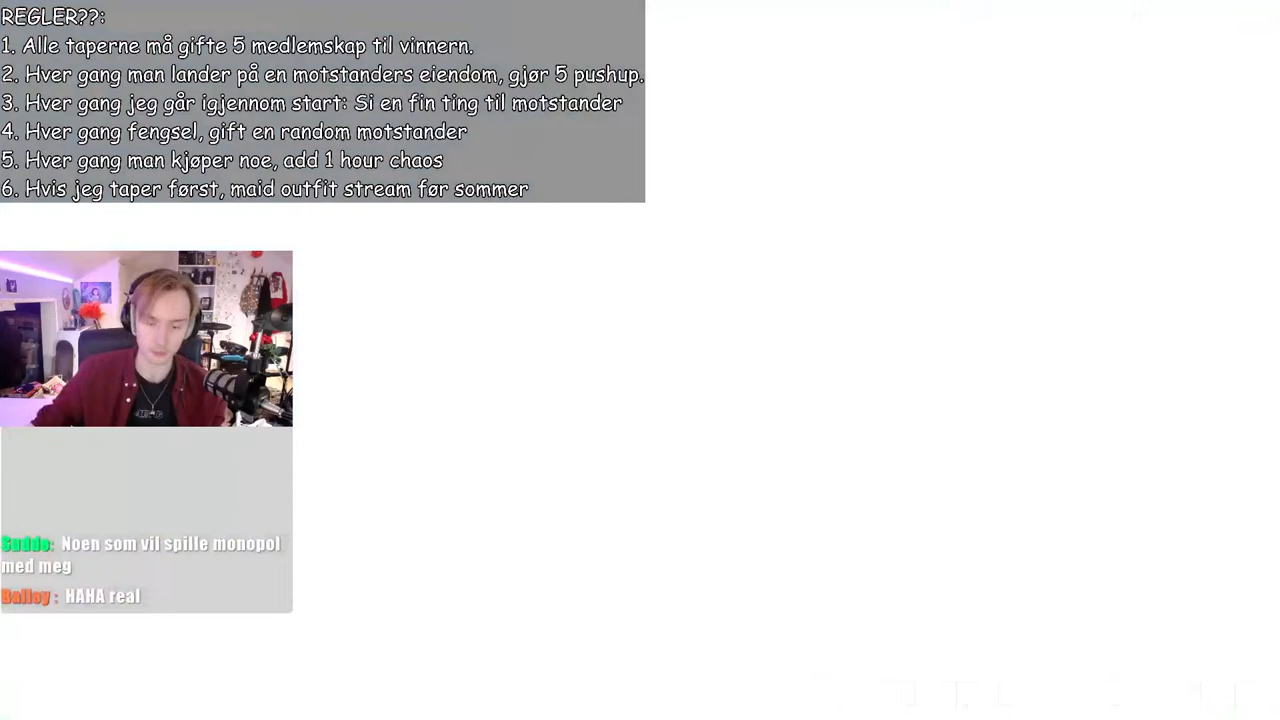 REGLER??:
1. Alle taperne må gifte 5 medlemskap til vinnern.
2. Hver gang man lander på en motstanders eiendom, gjør 5 pushup.
3. Hver gang jeg går igjennom start: Si en fin ting til motstander
4. Hver gang fengsel, gift en random motstander
5. Hver gang man kjøper noe, add 1 hour chaos
6. Hvis jeg taper først, maid outfit stream før sommer
Sudde: Noen som vil spille monopol
med meg
Balloy : HAHA real